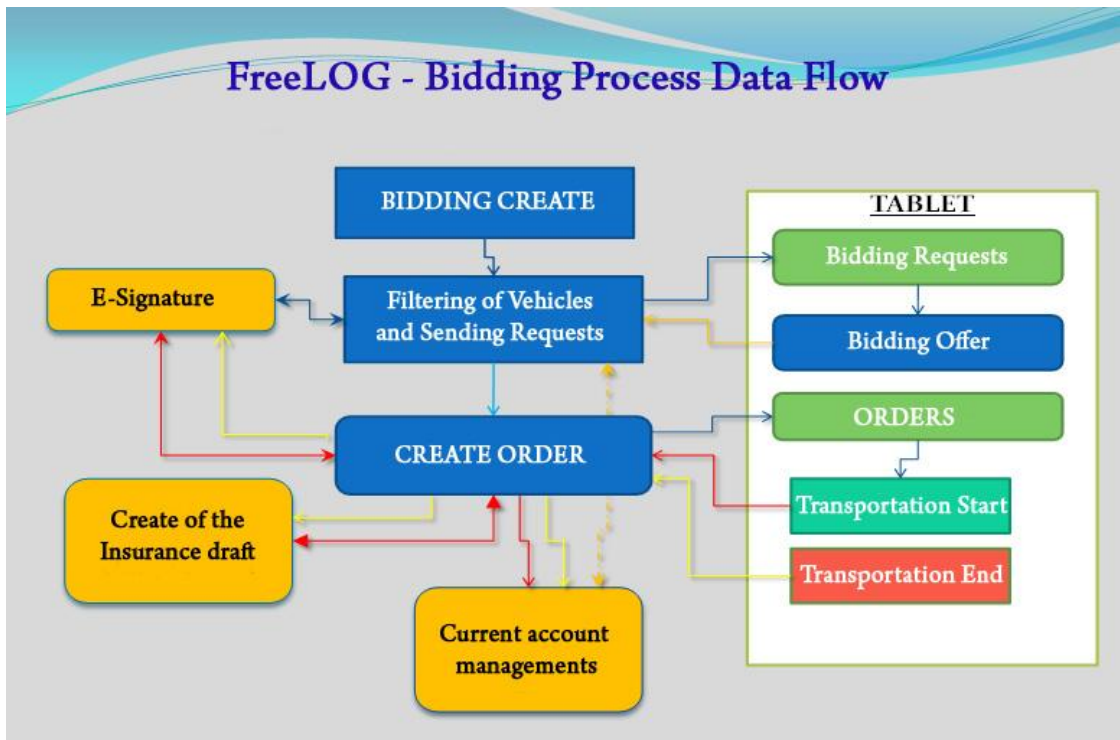 FreeLOG - Bidding Process Data Flow
BIDDING CREATE
TABLET
Bidding Requests
E-Signature
Filtering of Vehicles
and Sending Requests
Bidding Offer
ORDERS
CREATE ORDER
Transportation Start
Create of the
Insurance draft
Transportation End
Current account
managements